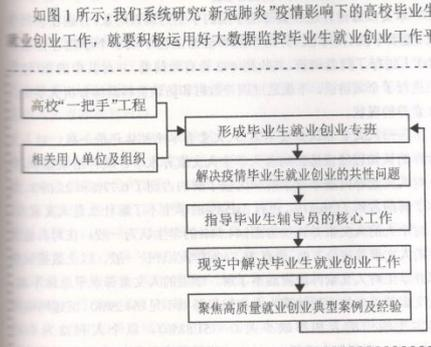 如图1所示,我们系统研究“新冠肺炎”疫情影响下的高校毕业生
就业创业工作，就要积极运用好大数据监控毕业生就业创业工作平
高校“一把手”工程
相关用人单位及组织
形成毕业生就业创业专班
解决疫情毕业生就业创业的共性问题
指导毕业生辅导员的核心工作
现实中解决毕业生就业创业工作
聚焦高质量就业创业典型案例及经验